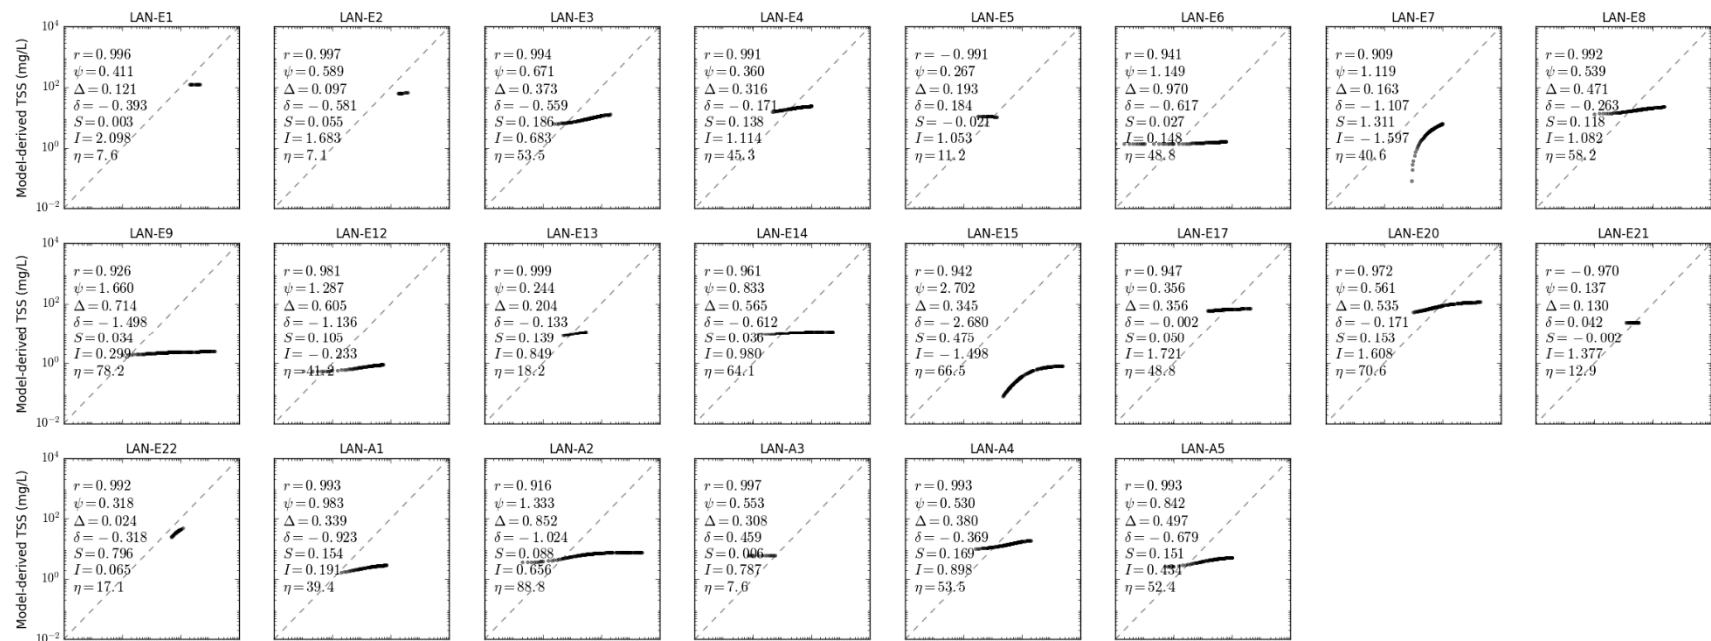 LAN-E1
r = 0.996
ψ = 0.411
Δ = 0.121
δ = −0.393
S = 0.003
I = 2.098
η = 7.6
LAN-E2
r = 0.997
ψ = 0.589
Δ = 0.097
δ = −0.581
S = 0.055
I = 1.683
η = 7.1
LAN-E3
r = 0.994
ψ = 0.671
Δ = 0.373
δ = −0.559
S = 0.186
I = 0.683
η = 53.5
LAN-E4
r = 0.991
ψ = 0.360
Δ = 0.316
δ = −0.171
S = 0.138
I = 1.114
η = 45.3
LAN-E5
r = −0.991
ψ = 0.267
Δ = 0.193
δ = 0.184
S = −0.021
I = 1.053
η = 11.2
LAN-E6
r = 0.941
ψ = 1.149
Δ = 0.970
δ = −0.617
S = 0.027
I = 0.148
η = 48.8
LAN-E7
r = 0.909
ψ = 1.119
Δ = 0.163
δ = −1.107
S = 1.311
I = −1.597
η = 40.6
LAN-E8
r = 0.992
ψ = 0.539
Δ = 0.471
δ = −0.263
S = 0.118
I = 1.082
η = 58.2
Model-derived TSS (mg/L)
10⁴
10²
10⁰
10⁻²
LAN-E9
r = 0.926
ψ = 1.660
Δ = 0.714
δ = −1.498
S = 0.034
I = 0.299
η = 78.2
LAN-E12
r = 0.981
ψ = 1.287
Δ = 0.605
δ = −1.136
S = 0.105
I = −0.233
η = 41.2
LAN-E13
r = 0.999
ψ = 0.244
Δ = 0.204
δ = −0.133
S = 0.139
I = 0.849
η = 18.2
LAN-E14
r = 0.961
ψ = 0.833
Δ = 0.565
δ = −0.612
S = 0.036
I = 0.980
η = 64.1
LAN-E15
r = 0.942
ψ = 2.702
Δ = 0.345
δ = −2.680
S = 0.475
I = −1.498
η = 66.5
LAN-E17
r = 0.947
ψ = 0.356
Δ = 0.356
δ = −0.002
S = 0.050
I = 1.721
η = 48.8
LAN-E20
r = 0.972
ψ = 0.561
Δ = 0.535
δ = −0.171
S = 0.153
I = 1.608
η = 70.6
LAN-E21
r = −0.970
ψ = 0.137
Δ = 0.130
δ = 0.042
S = −0.002
I = 1.377
η = 12.9
Model-derived TSS (mg/L)
10⁴
10²
10⁰
10⁻²
LAN-E22
r = 0.992
ψ = 0.318
Δ = 0.024
δ = −0.318
S = 0.796
I = 0.065
η = 17.1
LAN-A1
r = 0.993
ψ = 0.983
Δ = 0.339
δ = −0.923
S = 0.154
I = 0.191
η = 39.4
LAN-A2
r = 0.916
ψ = 1.333
Δ = 0.852
δ = −1.024
S = 0.088
I = 0.656
η = 88.8
LAN-A3
r = 0.997
ψ = 0.553
Δ = 0.308
δ = 0.459
S = 0.006
I = 0.787
η = 7.6
LAN-A4
r = 0.993
ψ = 0.530
Δ = 0.380
δ = −0.369
S = 0.169
I = 0.898
η = 53.5
LAN-A5
r = 0.993
ψ = 0.842
Δ = 0.497
δ = −0.679
S = 0.151
I = 0.434
η = 52.4
Model-derived TSS (mg/L)
10⁴
10²
10⁰
10⁻²